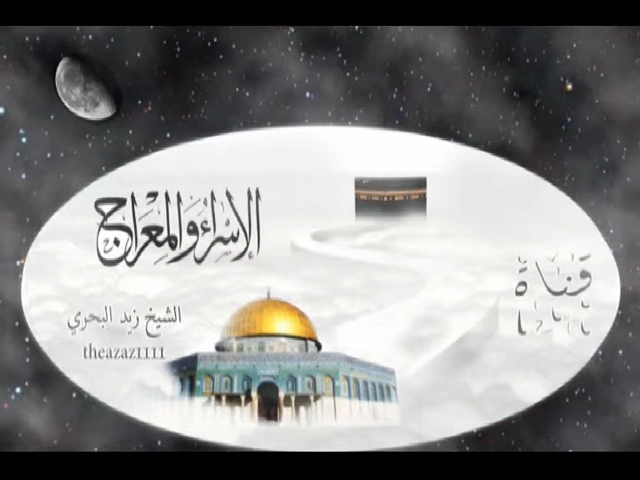 الإسراء والمعراج
قناة
الشيخ زيد البحري
theazaz1111